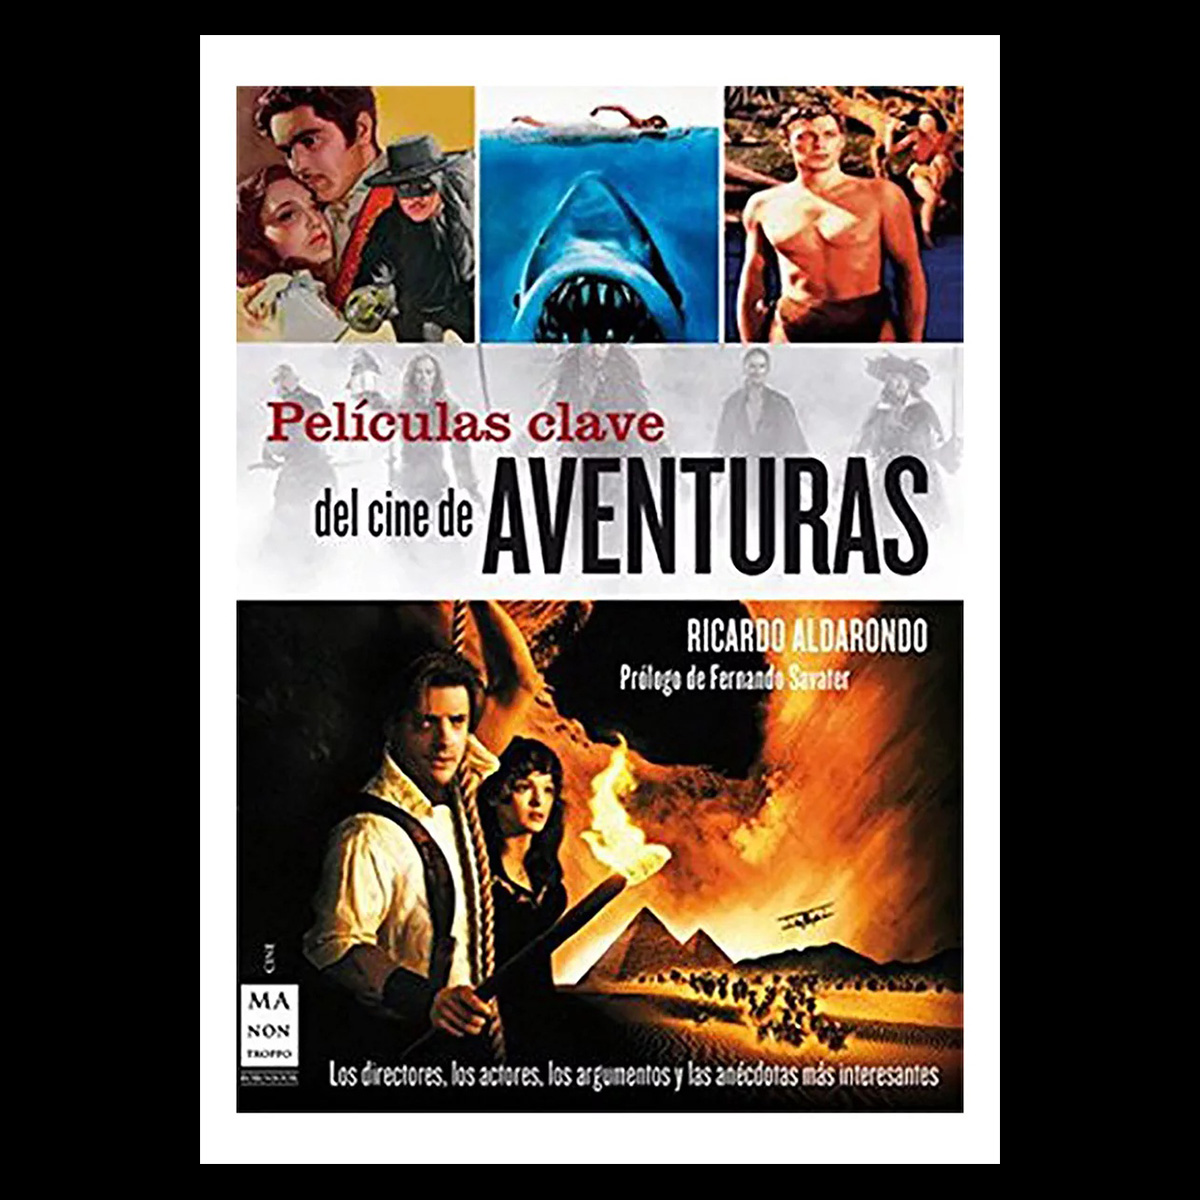 Películas clave
del cine de AVENTURAS
RICARDO ALDARONDO
Prólogo de Fernando Savater
CINE
MA
NON
TROPPO
Los directores, los actores, los argumentos y las anécdotas más interesantes